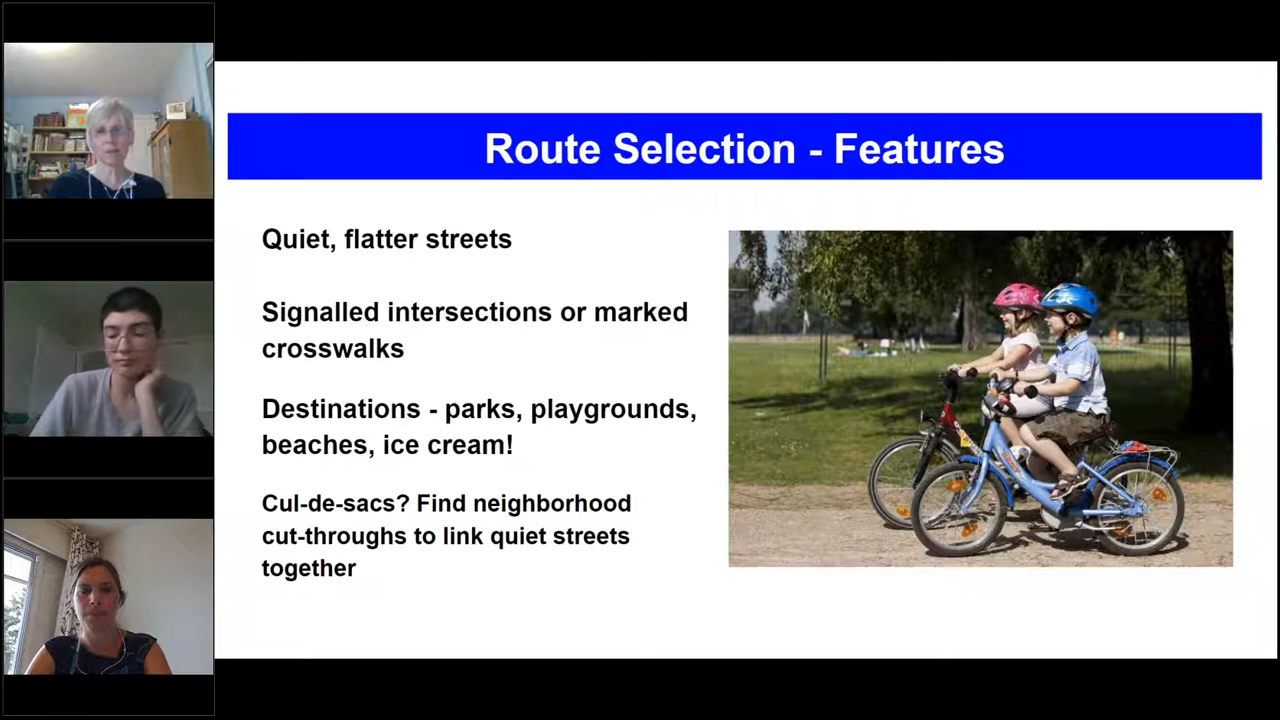 Route Selection - Features
Quiet, flatter streets
Signalled intersections or marked
crosswalks
Destinations - parks, playgrounds,
beaches, ice cream!
Cul-de-sacs? Find neighborhood
cut-throughs to link quiet streets
together